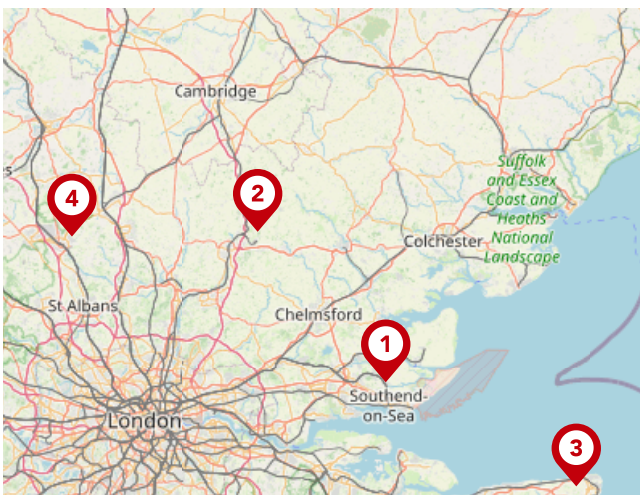 Cambridge
s
Suffolk
and Essex
Coast and
Heaths
National
Landscape
4
2
Colchester
St Albans
Chelmsford
1
Southend-
on-Sea
London
3